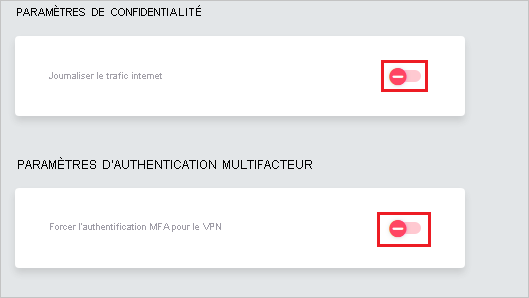 PARAMÈTRES DE CONFIDENTIALITÉ
Journaliser le trafic internet
PARAMÈTRES D'AUTHENTICATION MULTIFACTEUR
Forcer l'authentification MFA pour le VPN